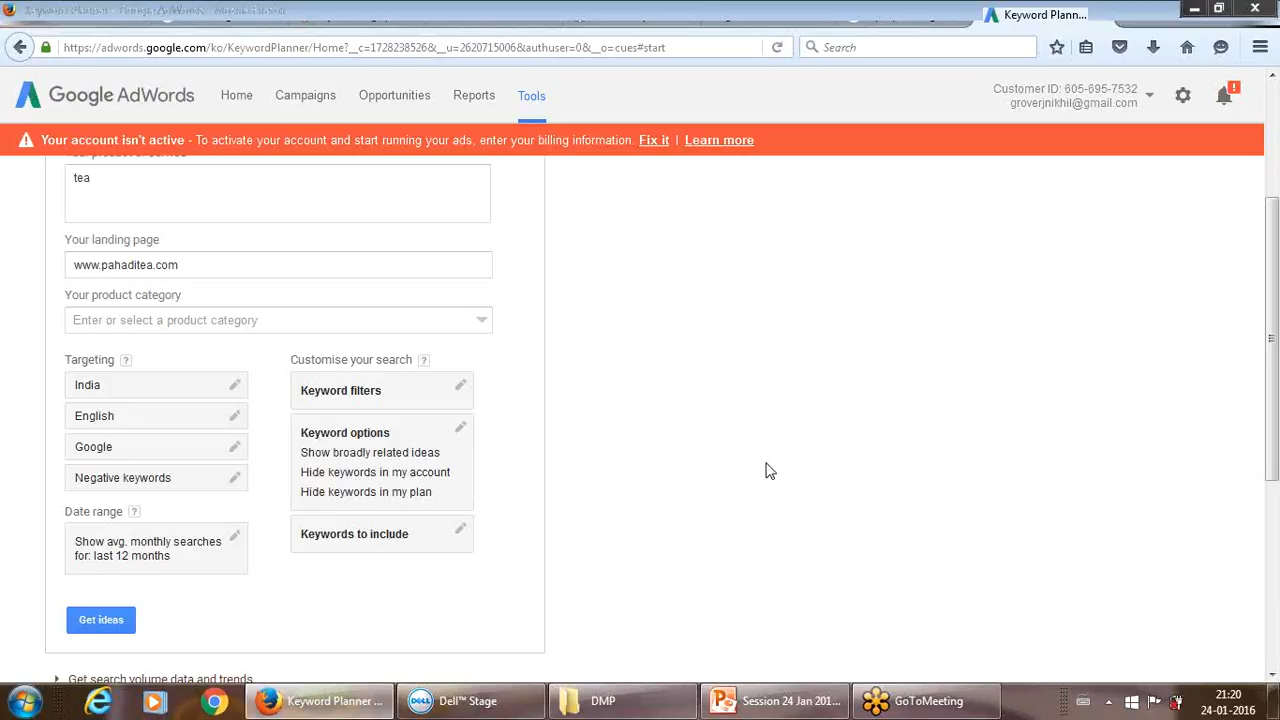 Keyword Plann...
https://adwords.google.com/ko/KeywordPlanner/Home?__c=1728238526&__u=2620715006&authuser=0&__o=cues#start
Search
Google AdWords
Home
Campaigns
Opportunities
Reports
Tools
Customer ID: 605-695-7532
groverjnikhil@gmail.com
!
Your account isn't active - To activate your account and start running your ads, enter your billing information. Fix it | Learn more
tea
Your landing page
www.pahaditea.com
Your product category
Enter or select a product category
Targeting ?
India
English
Google
Negative keywords
Date range ?
Show avg. monthly searches
for: last 12 months
Customise your search ?
Keyword filters
Keyword options
Show broadly related ideas
Hide keywords in my account
Hide keywords in my plan
Keywords to include
Get ideas
Get search volume data and trends
Keyword Planner ...
Dell™ Stag...
DMP
Session 24 Jan 201...
GoToMeeting
21:20
24-01-2016